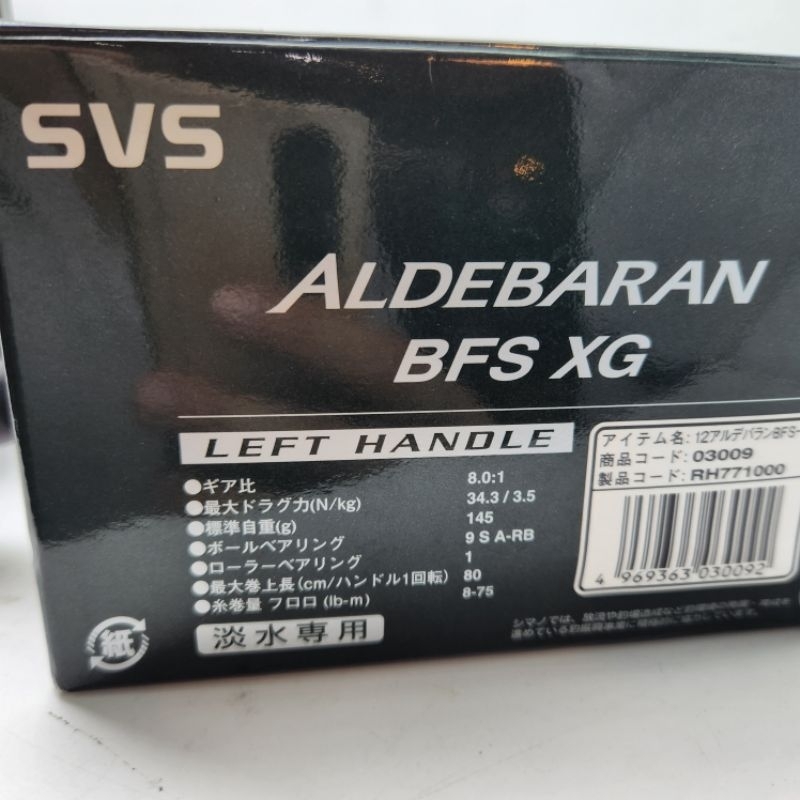 SVS
ALDEBARAN
BFS XG
LEFT HANDLE
●ギア比 8.0:1
●最大ドラグ力(N/kg) 34.3 / 3.5
●標準自重(g) 145
●ボールベアリング 9 S A-RB
●ローラーベアリング 1
●最大巻上長(cm/ハンドル1回転) 80
●糸巻量 フロロ (lb-m) 8-75
淡水専用
紙
アイテム名: 12アルデバランBFS-
商品コード: 03009
製品コード: RH771000
4 969363 030092
シマノでは、